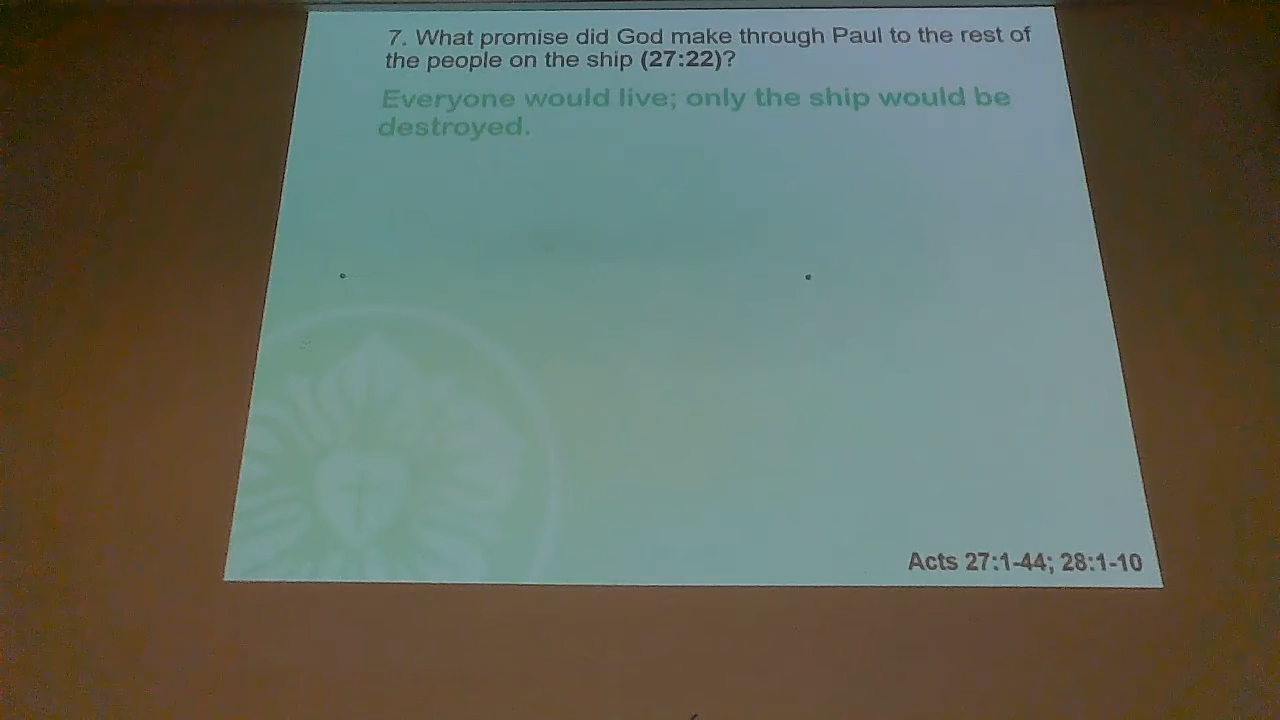 7. What promise did God make through Paul to the rest of
the people on the ship (27:22)?
Everyone would live; only the ship would be
destroyed.
Acts 27:1-44; 28:1-10